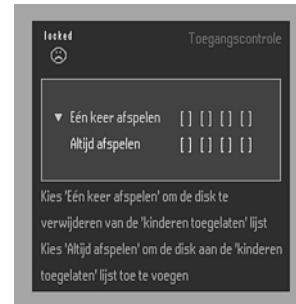 locked
Toegangscontrole
▼ Eén keer afspelen [ ] [ ] [ ] [ ]
Altijd afspelen [ ] [ ] [ ] [ ]
Kies 'Eén keer afspelen' om de disk te
verwijderen van de 'kinderen toegelaten' lijst
Kies 'Altijd afspelen' om de disk aan de 'kinderen
toegelaten' lijst toe te voegen